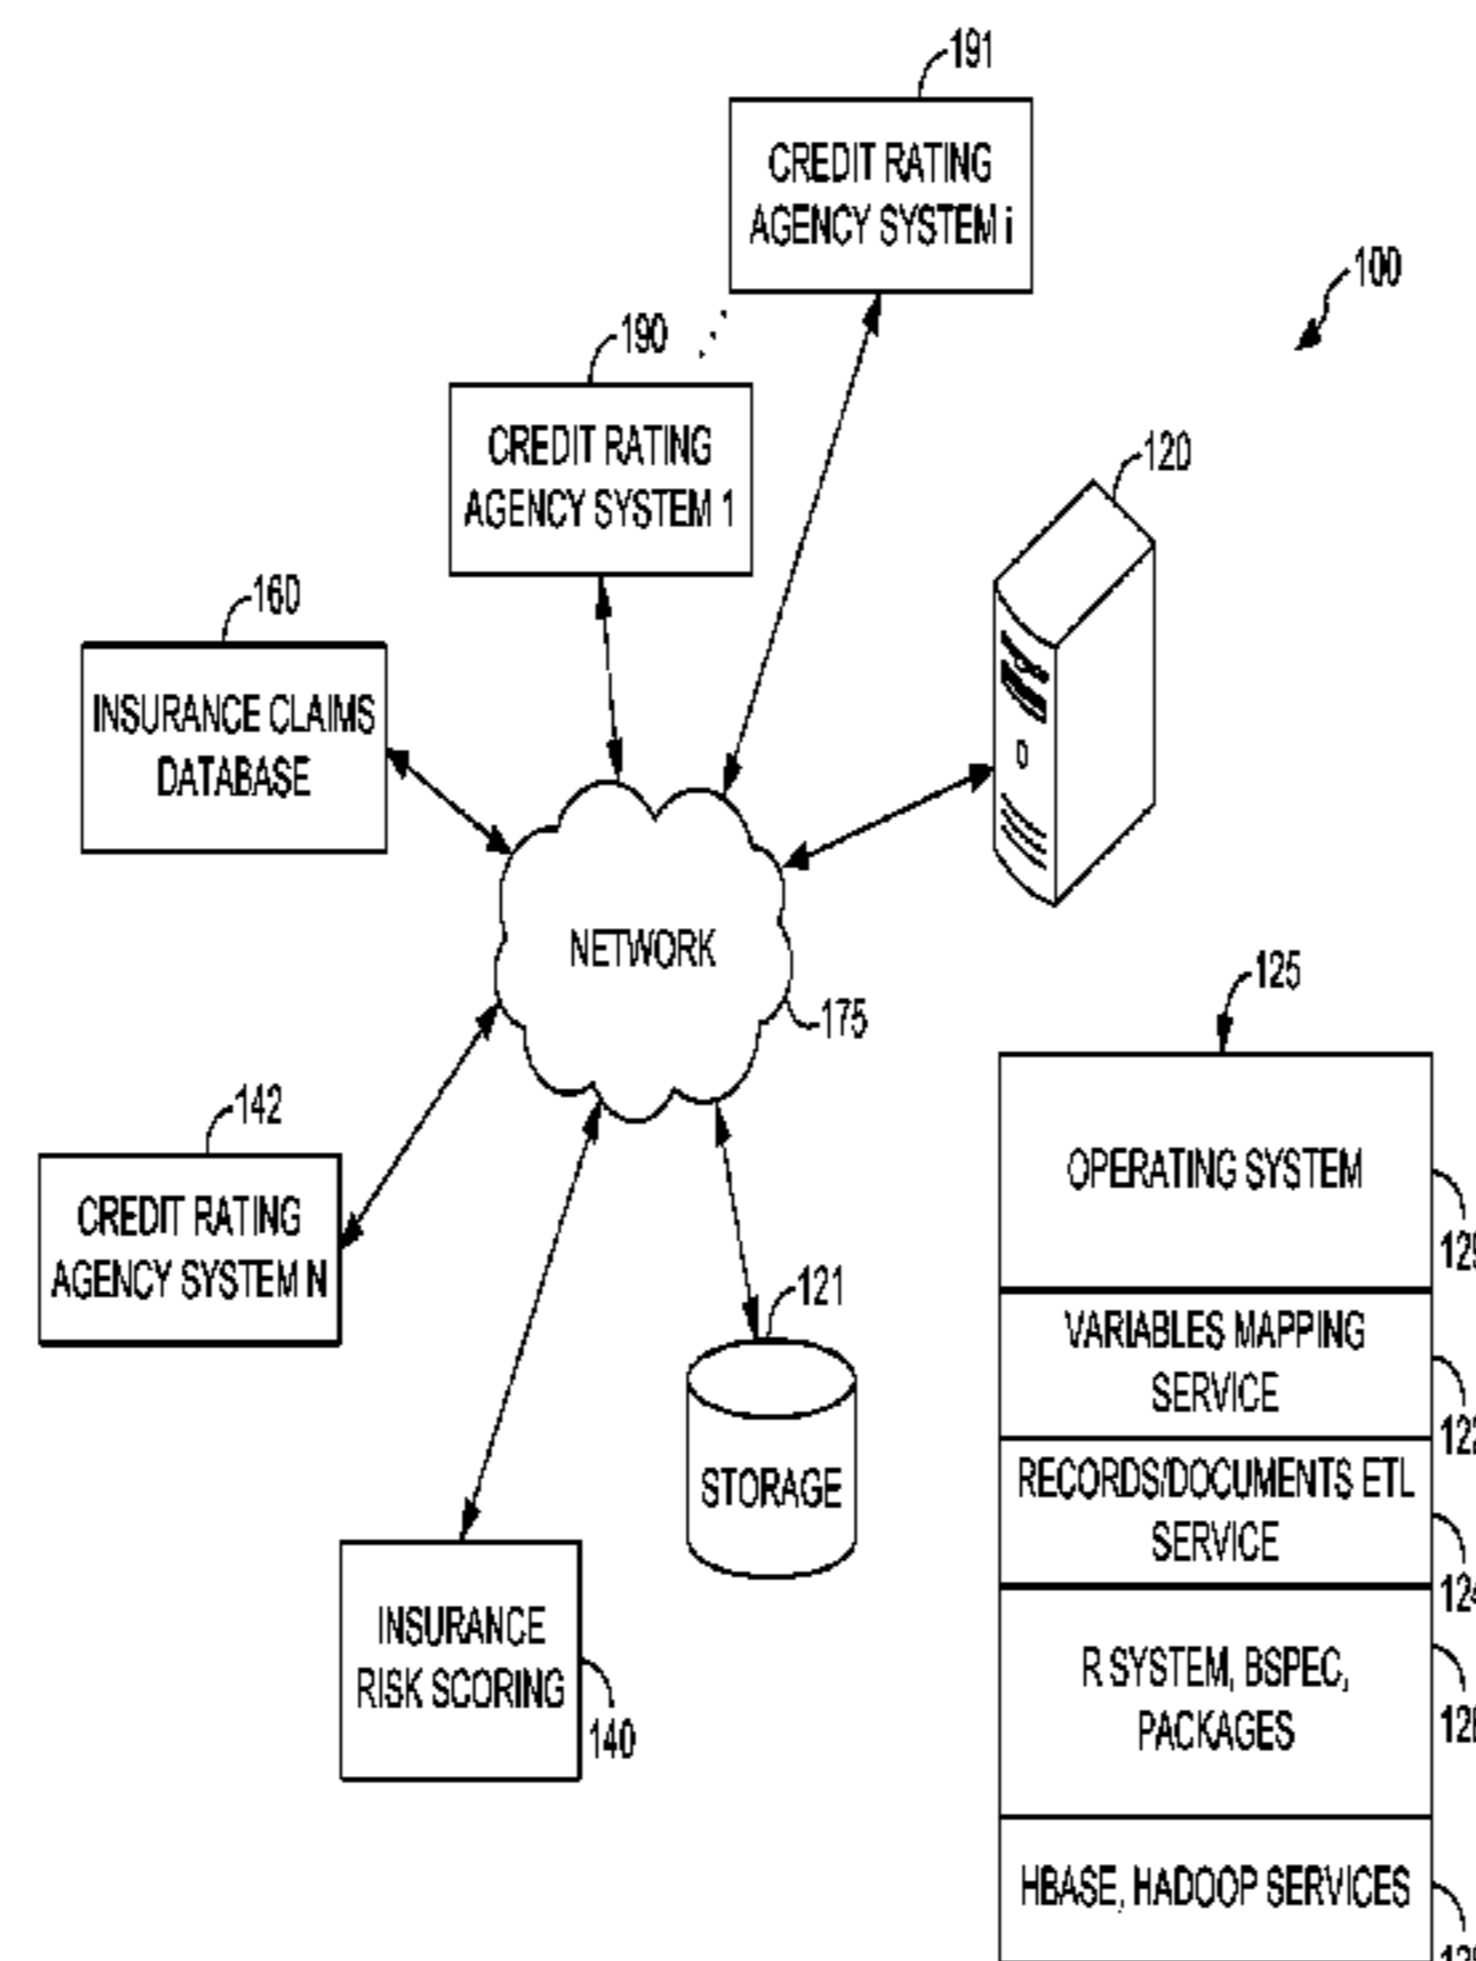 191
CREDIT RATING
AGENCY SYSTEM i
100
190
CREDIT RATING
AGENCY SYSTEM 1
120
160
INSURANCE CLAIMS
DATABASE
NETWORK
175
125
142
CREDIT RATING
AGENCY SYSTEM N
OPERATING SYSTEM
121
VARIABLES MAPPING
SERVICE
122
STORAGE
RECORDS/DOCUMENTS ETL
SERVICE
124
INSURANCE
RISK SCORING
140
R SYSTEM, BSPEC,
PACKAGES
HBASE, HADOOP SERVICES